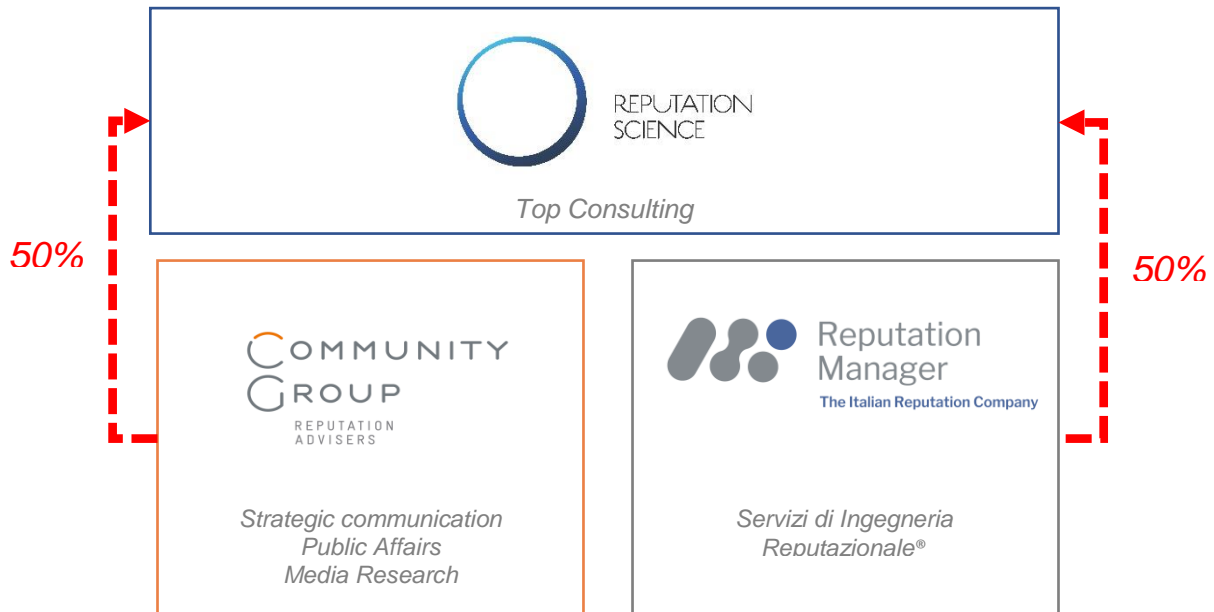 REPUTATION
SCIENCE
Top Consulting
50%
50%
COMMUNITY
GROUP
REPUTATION
ADVISERS
Strategic communication
Public Affairs
Media Research
Reputation
Manager
The Italian Reputation Company
Servizi di Ingegneria
Reputazionale®